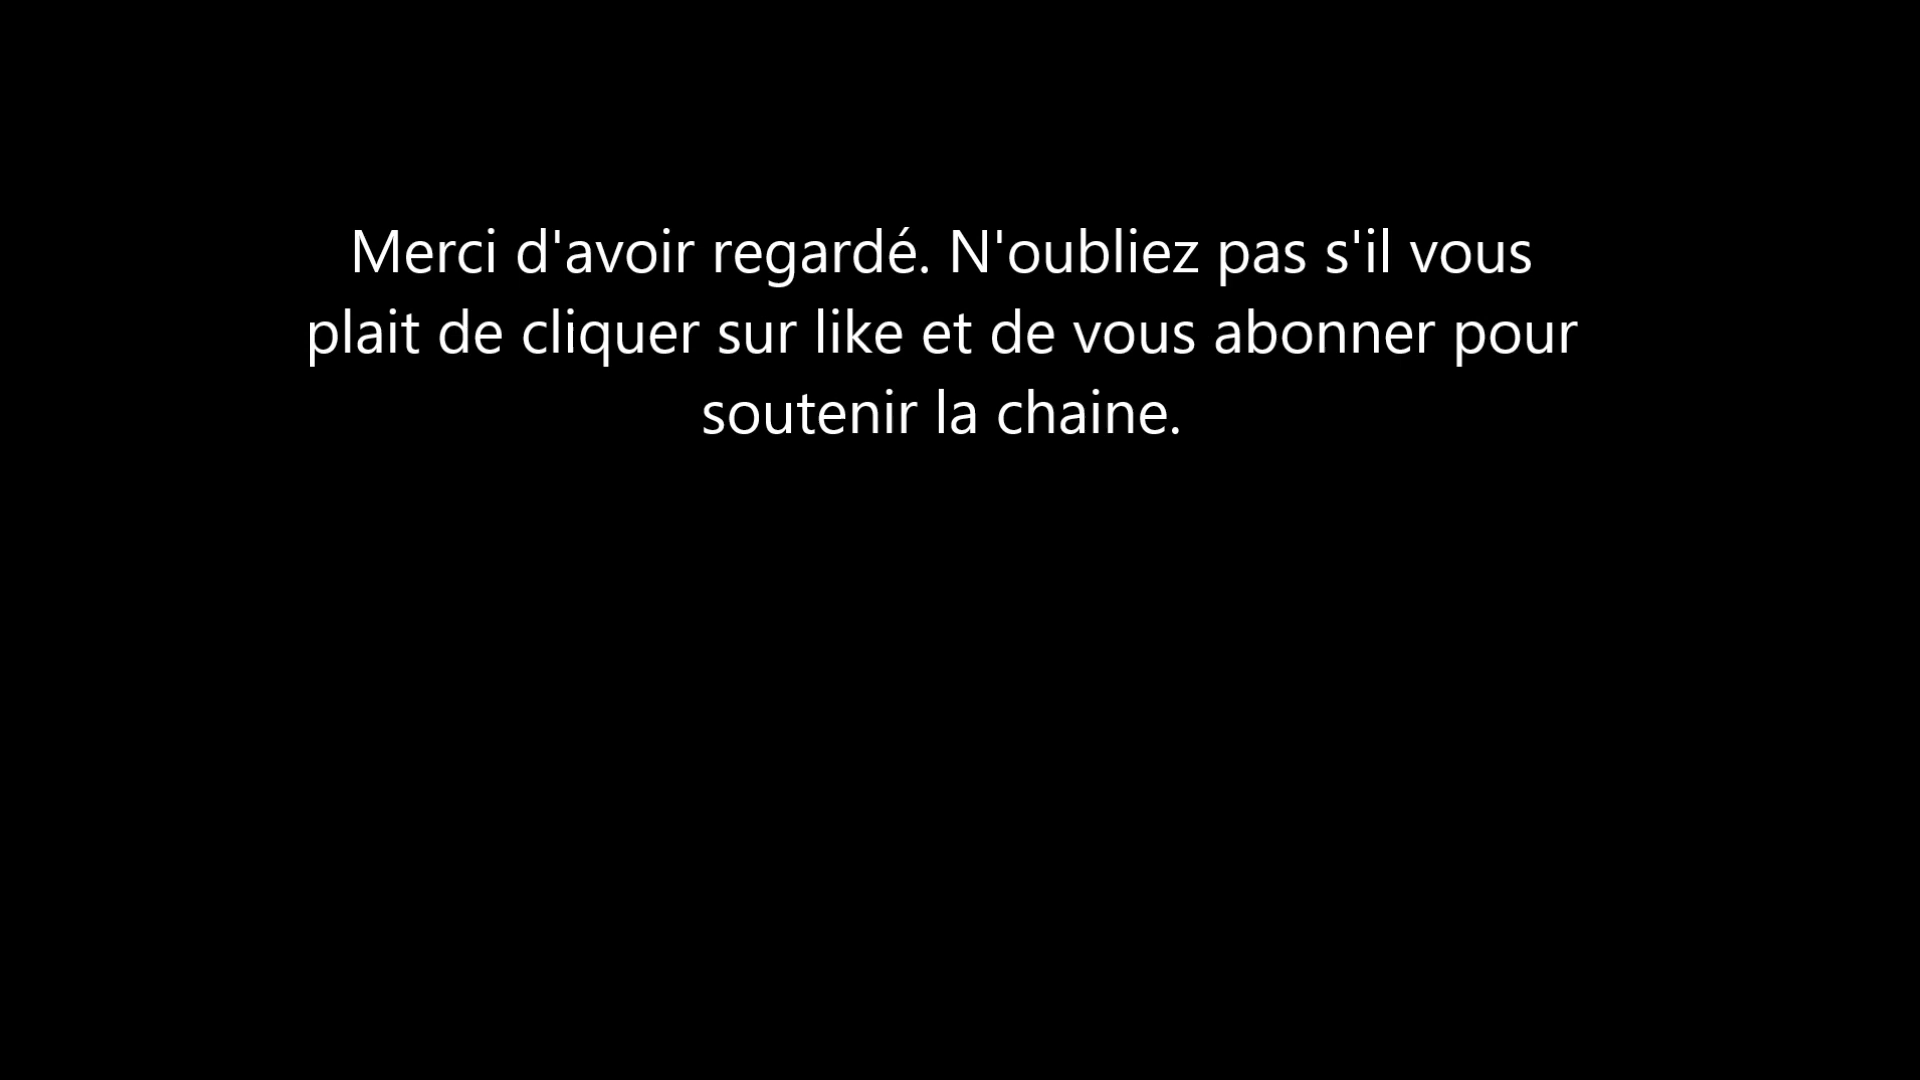 Merci d'avoir regardé. N'oubliez pas s'il vous
plait de cliquer sur like et de vous abonner pour
soutenir la chaine.